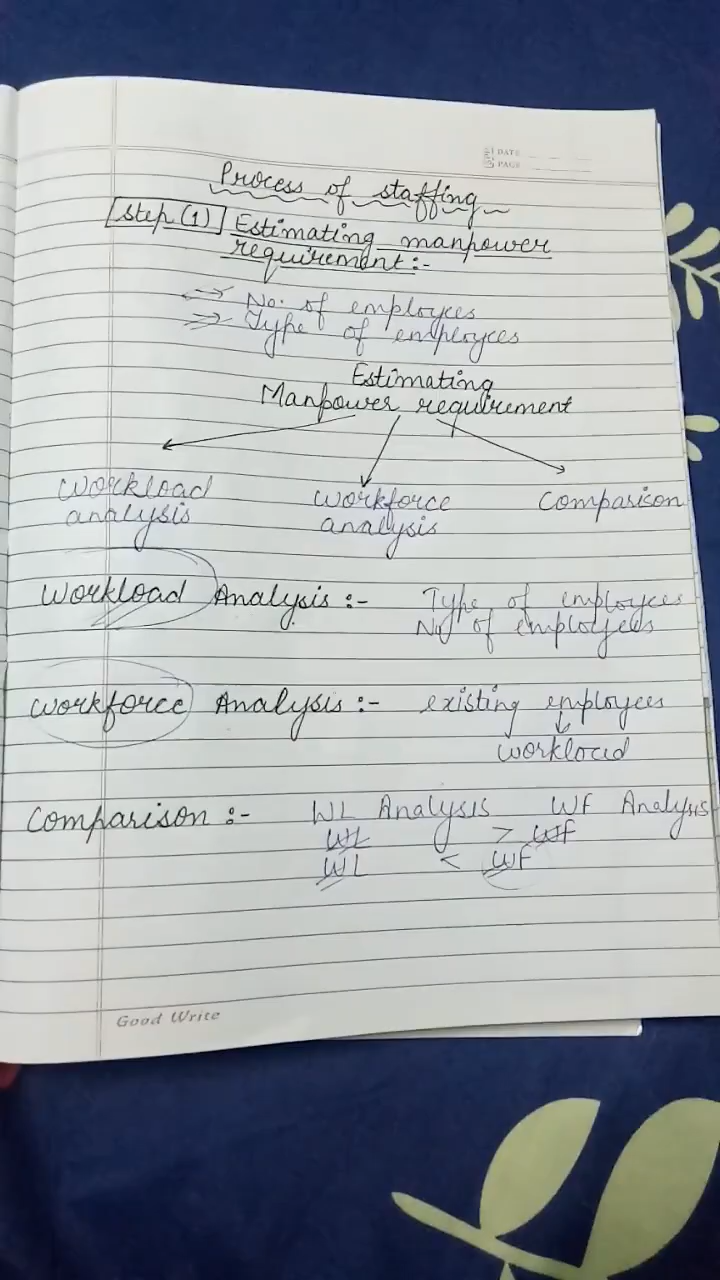 DATE
PAGE
Process of staffing
Step (1) Estimating manpower
requirement :-
No. of employees
Type of employees
Estimating
Manpower requirement
Workload analysis
Workforce analysis
Comparison
Workload Analysis :- Type of employees
No of employees
Workforce Analysis :- existing employees
↓
workload
Comparison :- WL Analysis WF Analysis
WL > WF
WL < WF
Good Write